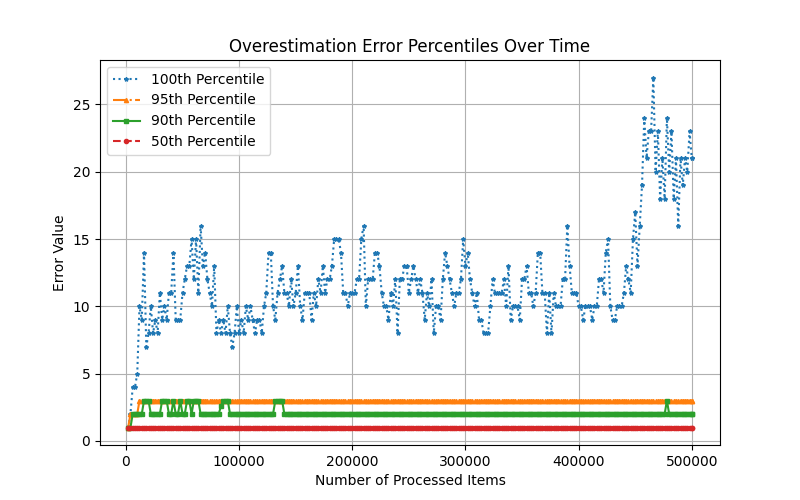 Overestimation Error Percentiles Over Time
100th Percentile
95th Percentile
90th Percentile
50th Percentile
Error Value
25
20
15
10
5
0
0 100000 200000 300000 400000 500000
Number of Processed Items